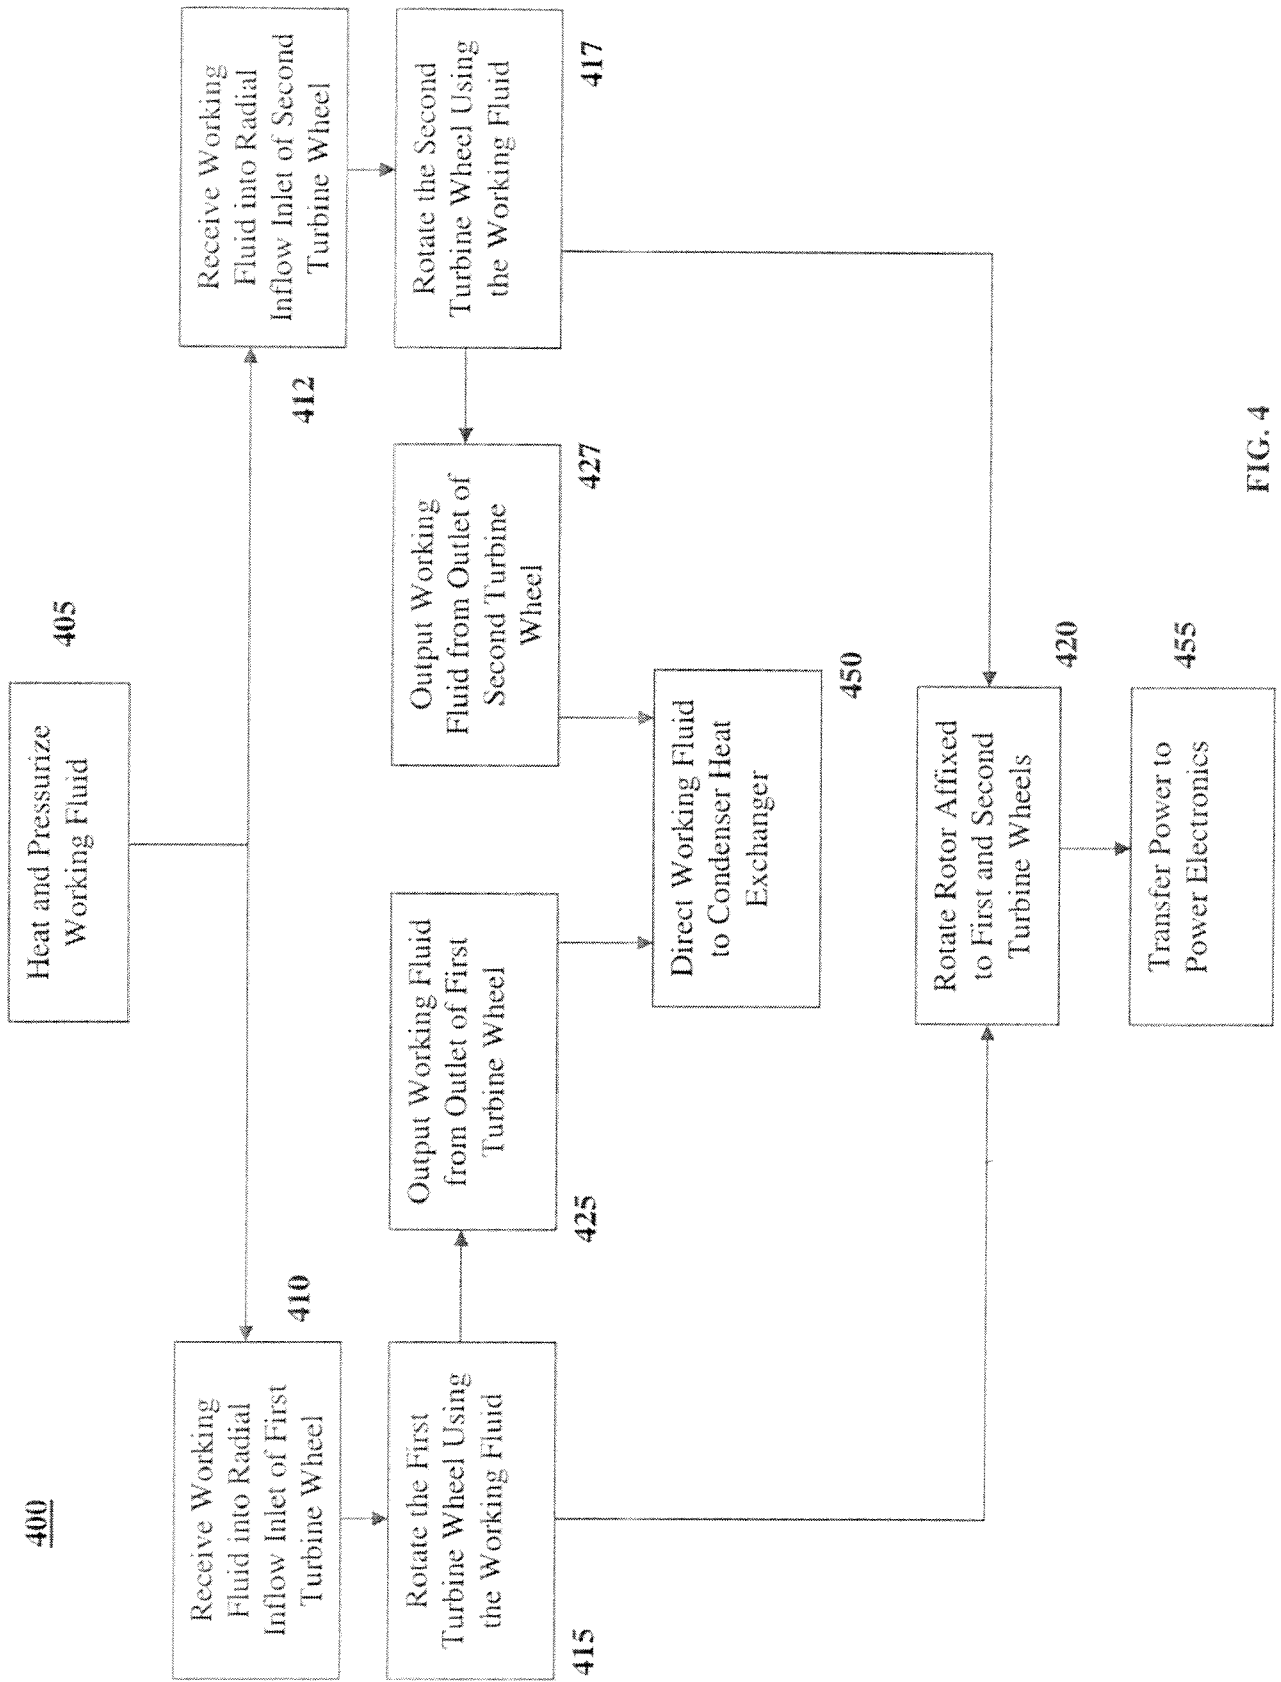 400
Heat and Pressurize
Working Fluid
405
Receive Working
Fluid into Radial
Inflow Inlet of First
Turbine Wheel
410
Receive Working
Fluid into Radial
Inflow Inlet of Second
Turbine Wheel
412
Rotate the First
Turbine Wheel Using
the Working Fluid
415
Output Working Fluid
from Outlet of First
Turbine Wheel
425
Output Working
Fluid from Outlet of
Second Turbine
Wheel
427
Rotate the Second
Turbine Wheel Using
the Working Fluid
417
Direct Working Fluid
to Condenser Heat
Exchanger
450
Rotate Rotor Affixed
to First and Second
Turbine Wheels
420
Transfer Power to
Power Electronics
455
FIG. 4